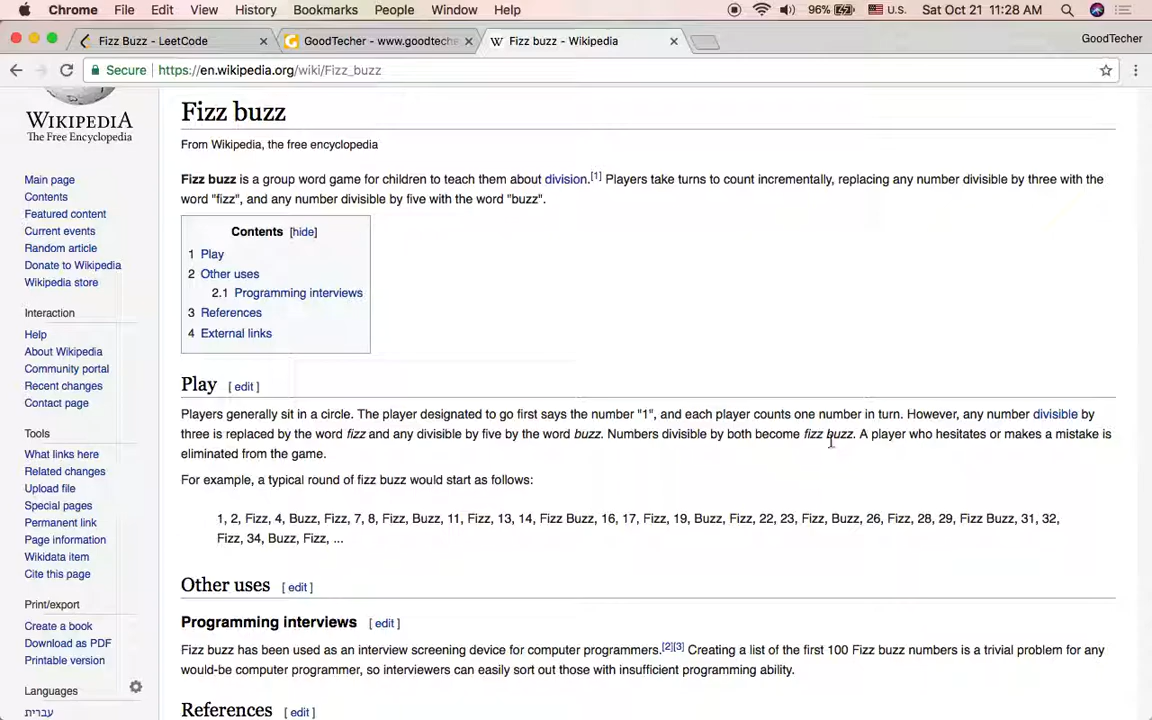 Chrome File Edit View History Bookmarks People Window Help 96% U.S. Sat Oct 21 11:28 AM
Fizz Buzz - LeetCode GoodTecher - www.goodteche Fizz buzz - Wikipedia GoodTecher
Secure https://en.wikipedia.org/wiki/Fizz_buzz
WIKIPEDIA
The Free Encyclopedia
Main page
Contents
Featured content
Current events
Random article
Donate to Wikipedia
Wikipedia store
Interaction
Help
About Wikipedia
Community portal
Recent changes
Contact page
Tools
What links here
Related changes
Upload file
Special pages
Permanent link
Page information
Wikidata item
Cite this page
Print/export
Create a book
Download as PDF
Printable version
Languages
עברית
Fizz buzz
From Wikipedia, the free encyclopedia
Fizz buzz is a group word game for children to teach them about division.[1] Players take turns to count incrementally, replacing any number divisible by three with the
word "fizz", and any number divisible by five with the word "buzz".
Contents [hide]
1 Play
2 Other uses
2.1 Programming interviews
3 References
4 External links
Play [ edit ]
Players generally sit in a circle. The player designated to go first says the number "1", and each player counts one number in turn. However, any number divisible by
three is replaced by the word fizz and any divisible by five by the word buzz. Numbers divisible by both become fizz buzz. A player who hesitates or makes a mistake is
eliminated from the game.
For example, a typical round of fizz buzz would start as follows:
1, 2, Fizz, 4, Buzz, Fizz, 7, 8, Fizz, Buzz, 11, Fizz, 13, 14, Fizz Buzz, 16, 17, Fizz, 19, Buzz, Fizz, 22, 23, Fizz, Buzz, 26, Fizz, 28, 29, Fizz Buzz, 31, 32,
Fizz, 34, Buzz, Fizz, ...
Other uses [ edit ]
Programming interviews [ edit ]
Fizz buzz has been used as an interview screening device for computer programmers.[2][3] Creating a list of the first 100 Fizz buzz numbers is a trivial problem for any
would-be computer programmer, so interviewers can easily sort out those with insufficient programming ability.
References [ edit ]